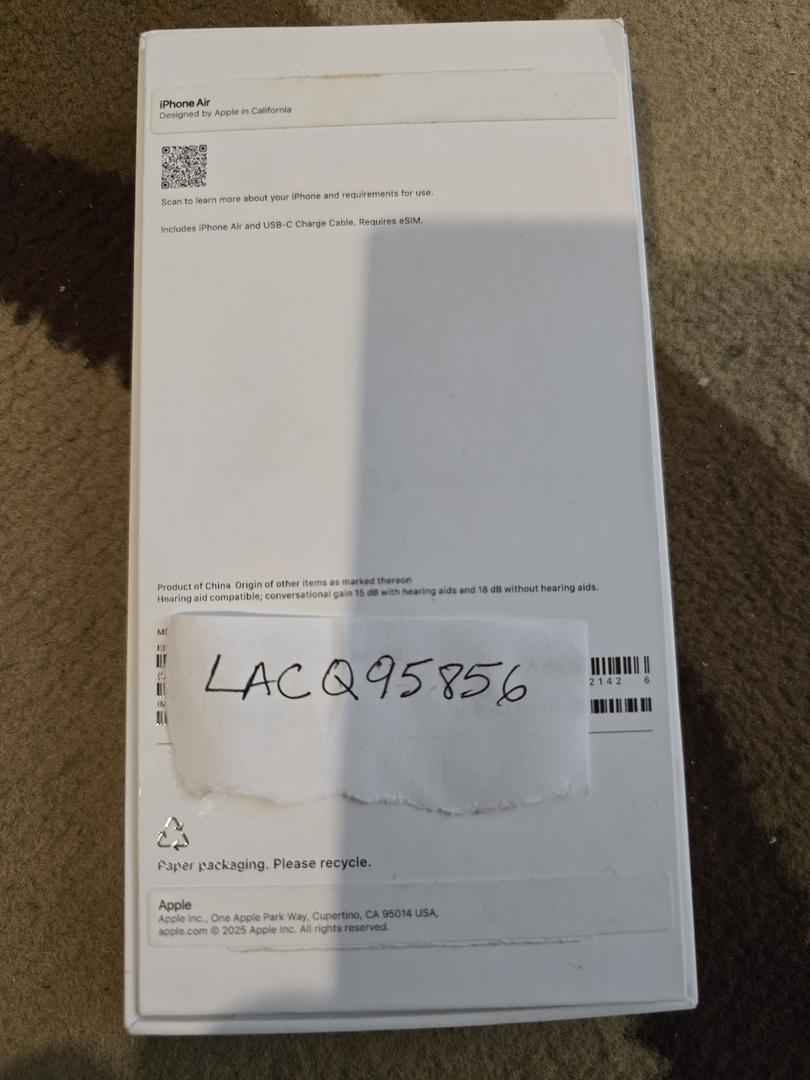 iPhone Air
Designed by Apple in California
Scan to learn more about your iPhone and requirements for use.
Includes iPhone Air and USB-C Charge Cable. Requires eSIM.
Product of China Origin of other items as marked thereon
Hearing aid compatible; conversational gain 15 dB with hearing aids and 18 dB without hearing aids.
LACQ95856
2142 6
Paper packaging. Please recycle.
Apple
Apple Inc., One Apple Park Way, Cupertino, CA 95014 USA,
apple.com © 2025 Apple Inc. All rights reserved.